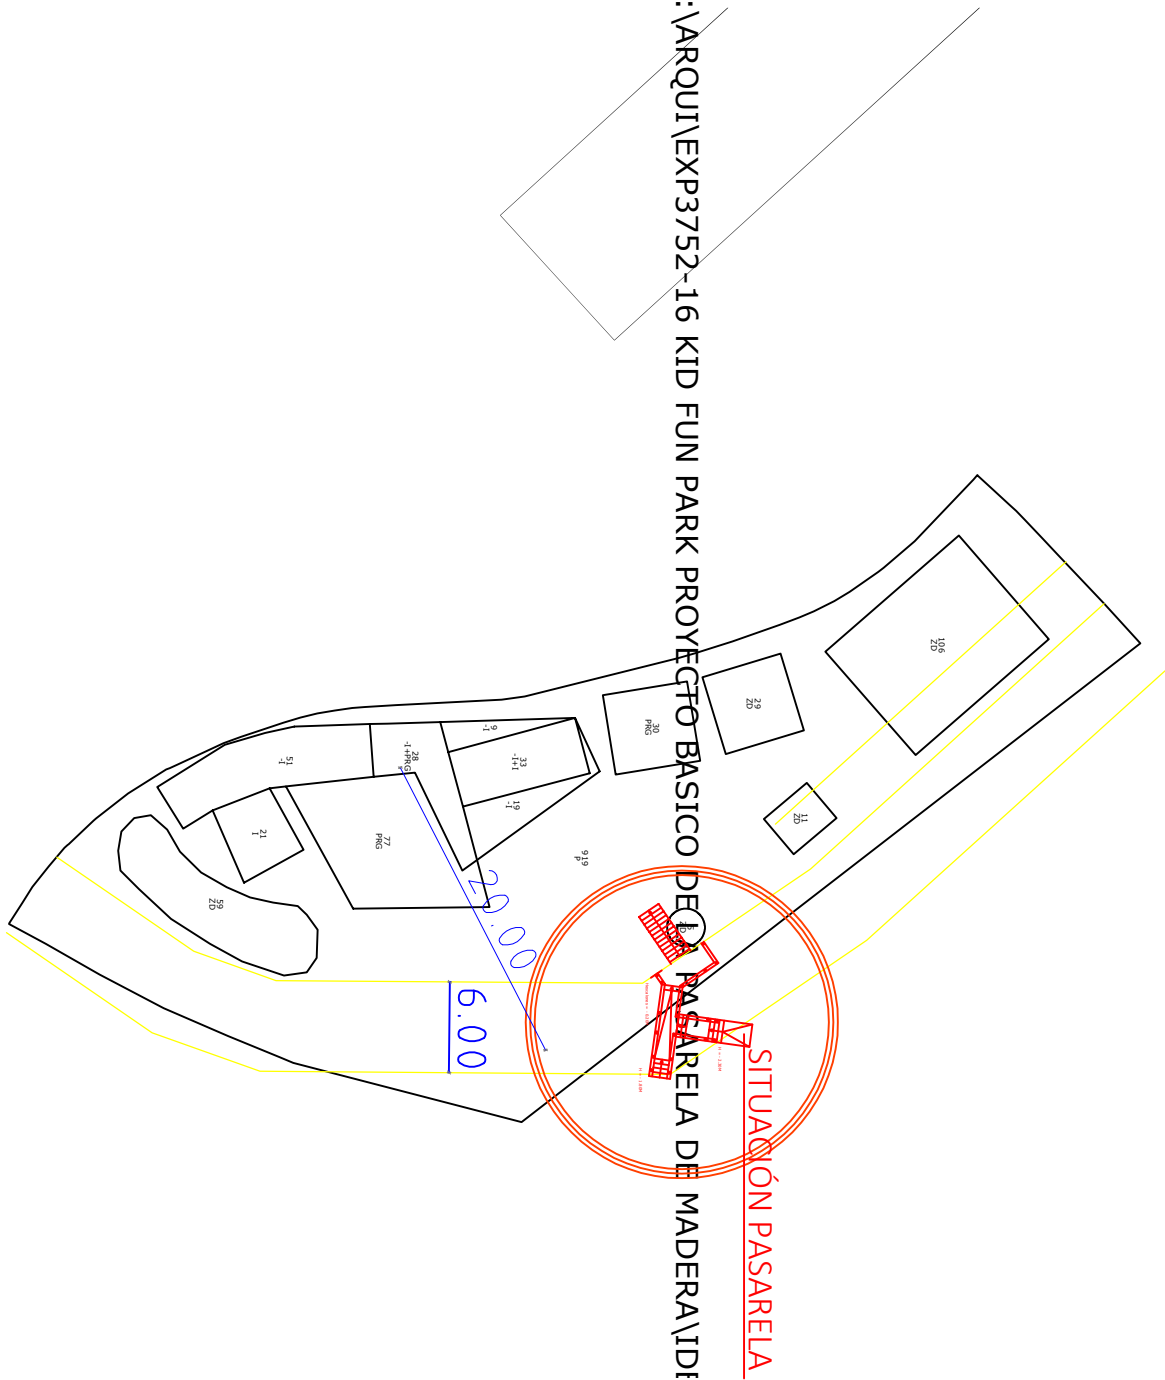 :\ARQUI\EXP3752-16 KID FUN PARK PROYECTO BASICO DE LA PASARELA DE MADERA\IDE
106
ZD
29
ZD
30
PRG
9
-I
33
-I+I
28
-I+PRG
51
-I
19
-I
11
ZD
21
I
77
PRG
919
P
59
ZD
ZD
20.00
6.00
SITUACIÓN PASARELA